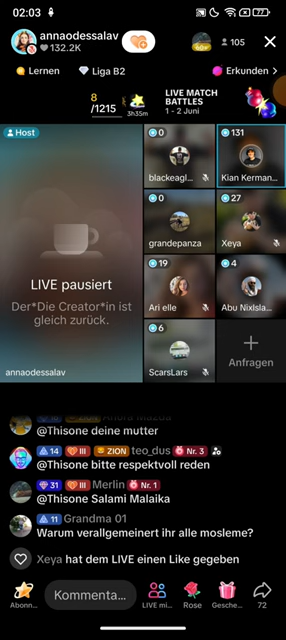 02:03
77
annaodessalav
132.2K
105
Lernen
Liga B2
Erkunden
8
/1215
3h35m
LIVE MATCH
BATTLES
1 - 2 Juni
Host
0
131
blackeagl...
Kian Kerman...
0
27
grandepanza
Xeya
LIVE pausiert
Der*Die Creator*in ist
gleich zurück.
19
4
Ari elle
Abu NixIsla...
6
ScarsLars
Anfragen
annaodessalav
@Thisone deine mutter
14 III ZION teo_dus Nr. 3
@Thisone bitte respektvoll reden
31 III Merlin Nr. 1
@Thisone Salami Malaika
11 Grandma 01
Warum verallgemeinert ihr alle mosleme?
Xeya hat dem LIVE einen Like gegeben
Kommenta...
Abonn...
LIVE mi...
Rose
Gesche...
72